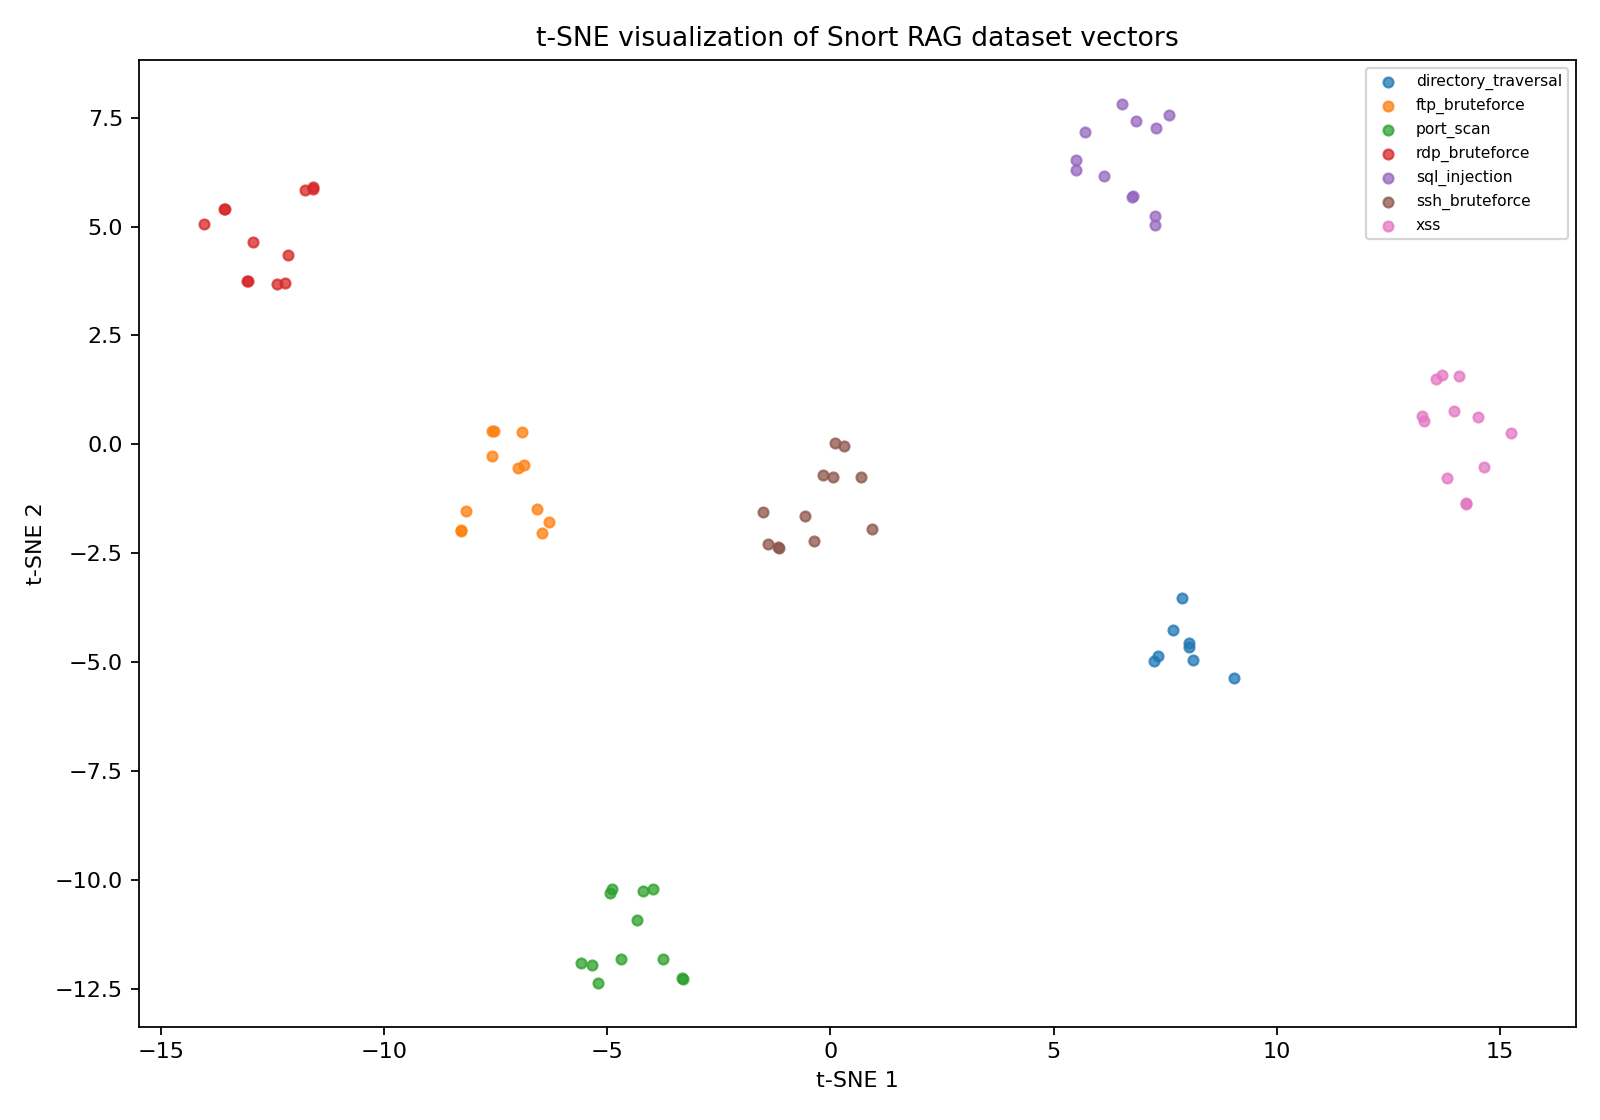 t-SNE visualization of Snort RAG dataset vectors
directory_traversal
ftp_bruteforce
port_scan
rdp_bruteforce
sql_injection
ssh_bruteforce
xss
7.5
5.0
2.5
0.0
−2.5
−5.0
−7.5
−10.0
−12.5
t-SNE 2
−15 −10 −5 0 5 10 15
t-SNE 1